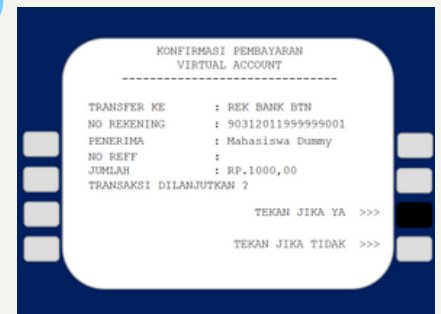 KONFIRMASI PEMBAYARAN
VIRTUAL ACCOUNT
------------------------------
TRANSFER KE : REK BANK BTN
NO REKENING : 90312011999999001
PENERIMA : Mahasiswa Dummy
NO REFF :
JUMLAH : RP.1000,00
TRANSAKSI DILANJUTKAN ?
TEKAN JIKA YA >>>
TEKAN JIKA TIDAK >>>